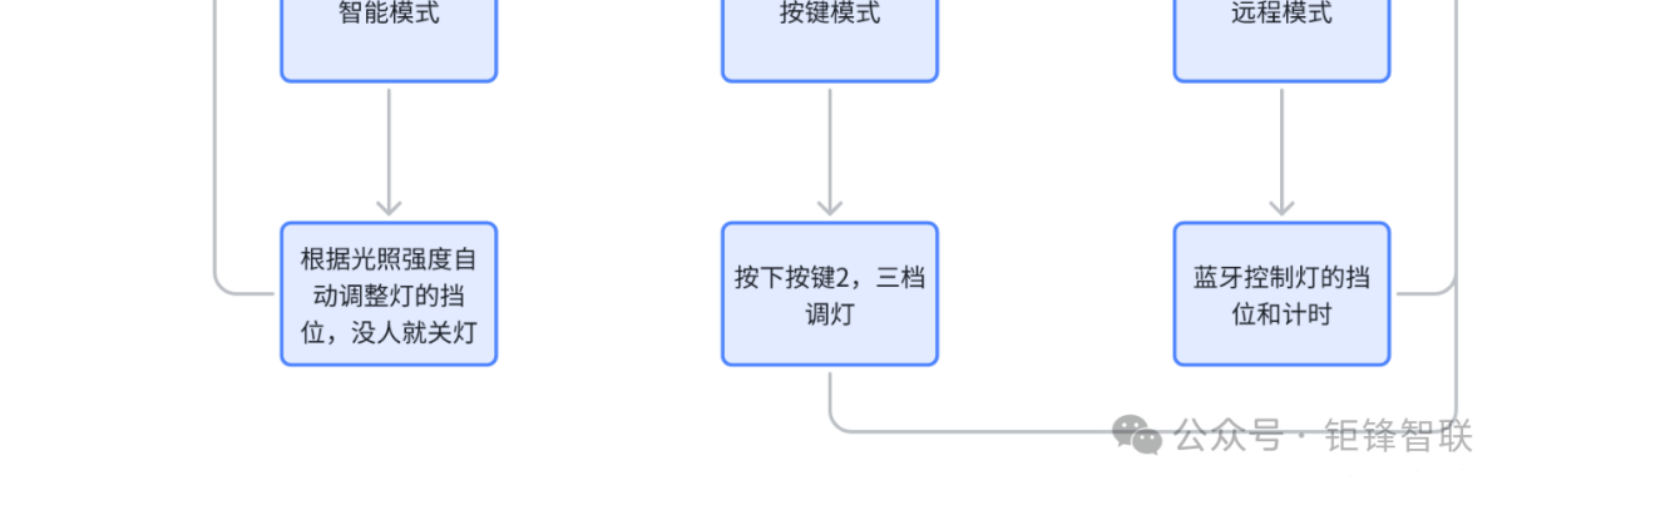 智能模式
按键模式
远程模式
根据光照强度自
动调整灯的挡
位，没人就关灯
按下按键2，三档
调灯
蓝牙控制灯的挡
位和计时
公众号 · 钜锋智联